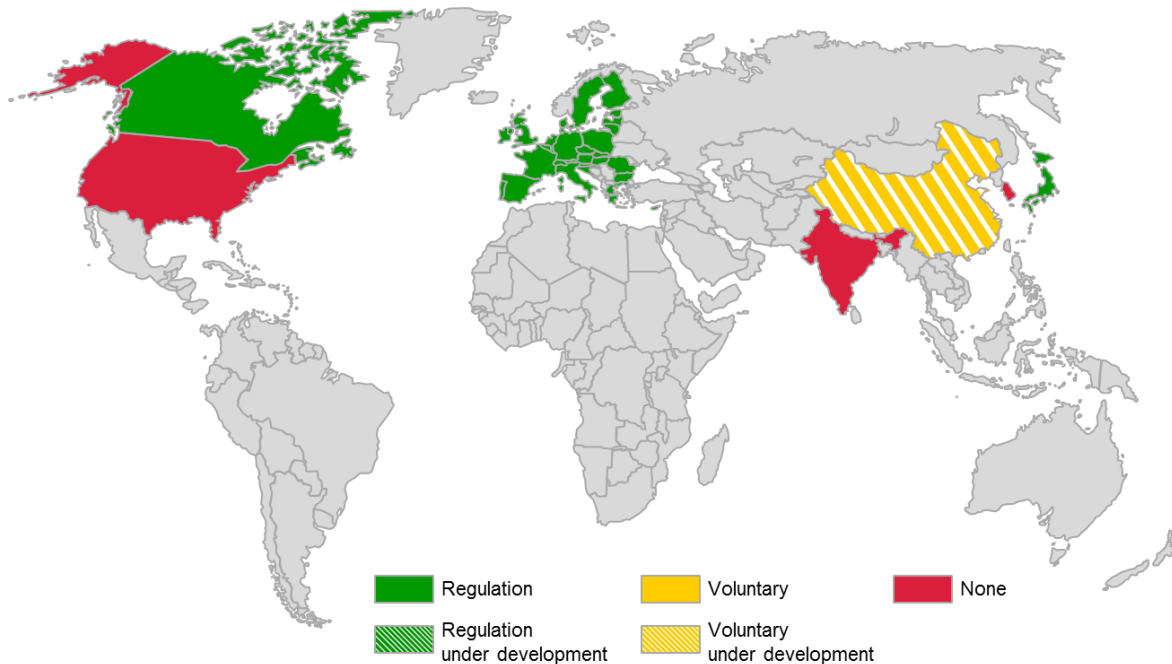 Regulation
Voluntary
None
Regulation
under development
Voluntary
under development